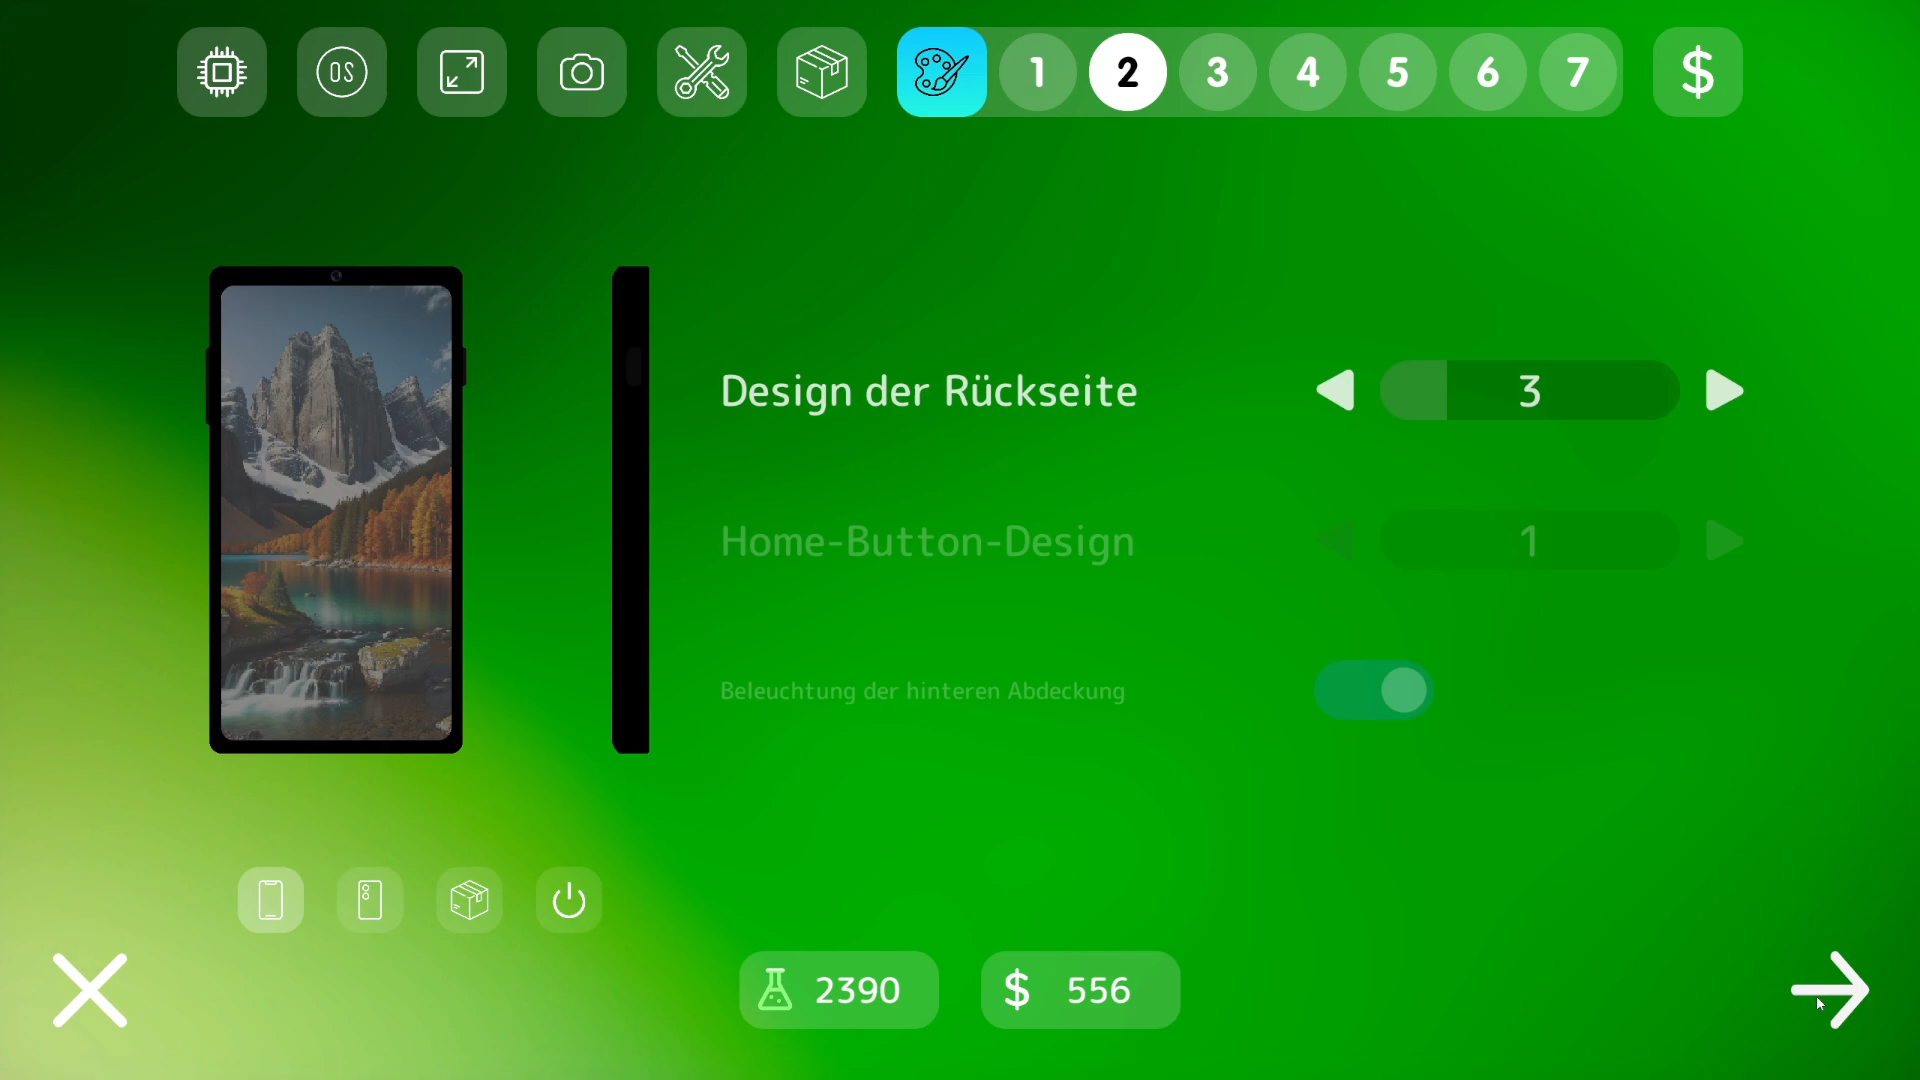 OS
1 2 3 4 5 6 7 $
Design der Rückseite
3
Home-Button-Design
1
Beleuchtung der hinteren Abdeckung
2390
$ 556